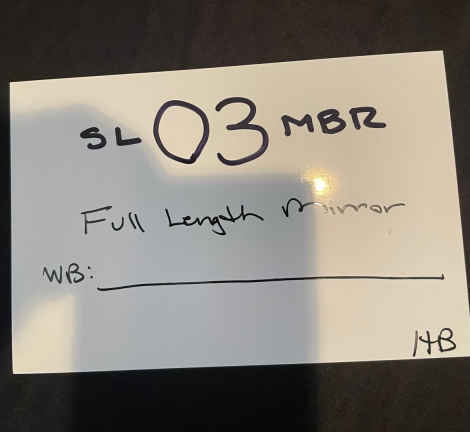 SL 03 MBR
Full Length Mirror
WB:
HB